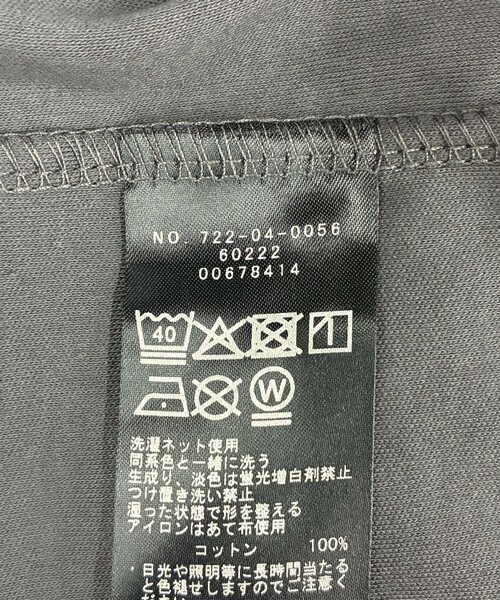 NO. 722-04-0056
60222
00678414
40
W
洗濯ネット使用
同系色と一緒に洗う
生成り、淡色は蛍光増白剤禁止
つけ置き洗い禁止
湿った状態で形を整える
アイロンはあて布使用
コットン 100%
・日光や照明等に長時間当たる
と色褪せしますのでご注意く
ださい